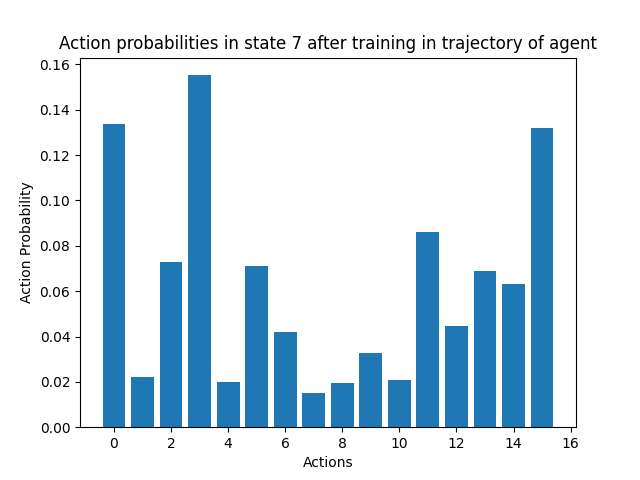 Action probabilities in state 7 after training in trajectory of agent
0.16
0.14
0.12
0.10
0.08
0.06
0.04
0.02
0.00
Action Probability
0 2 4 6 8 10 12 14 16
Actions